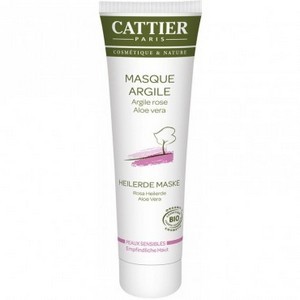 CATTIER
PARIS
COSMÉTIQUE & NATURE
MASQUE
ARGILE
Argile rose
Aloe vera
HEILERDE MASKE
Rosa Heilerde
Aloe Vera
BIO
PEAUX SENSIBLES
Empfindliche Haut